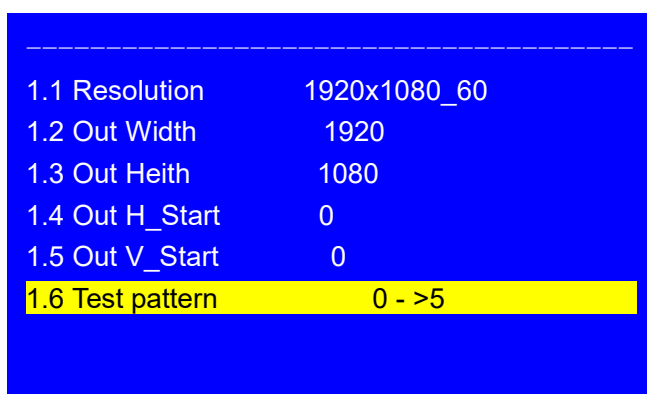 1.1 Resolution 1920x1080_60
1.2 Out Width 1920
1.3 Out Heith 1080
1.4 Out H_Start 0
1.5 Out V_Start 0
1.6 Test pattern 0 - >5